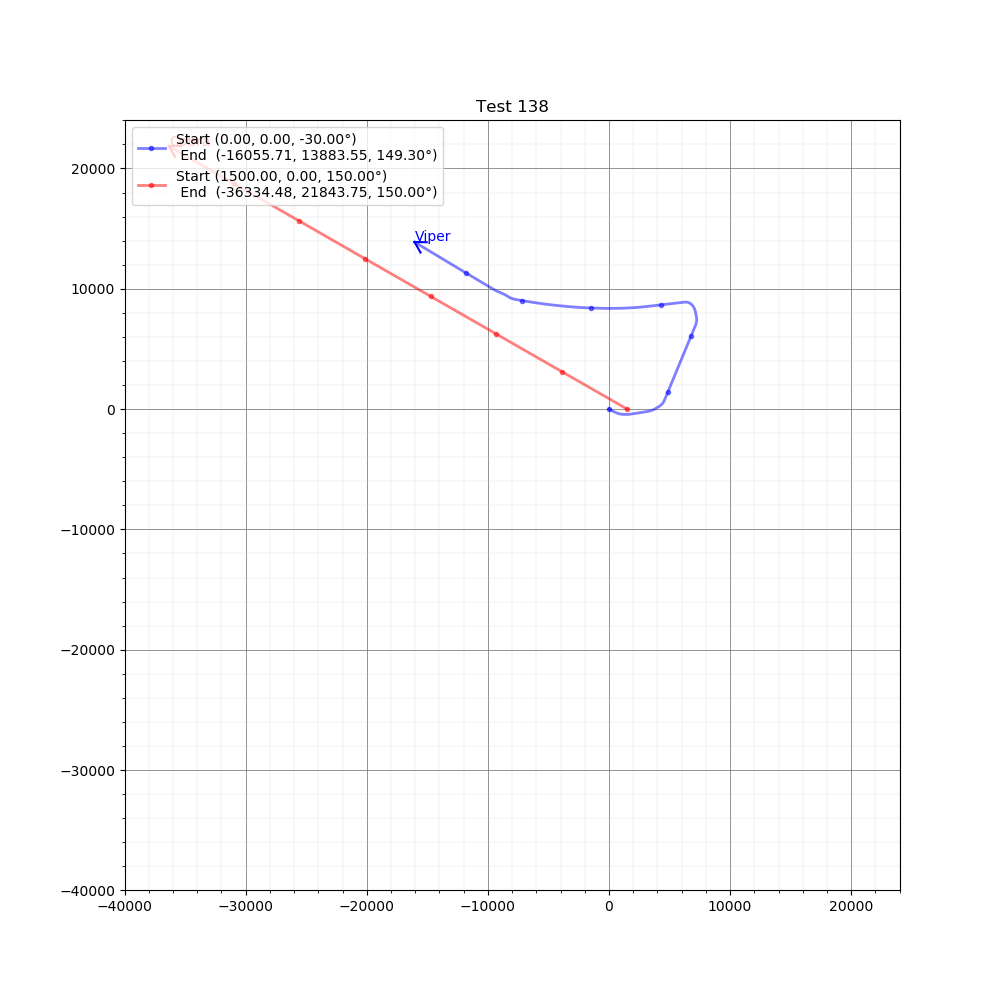 Test 138
Start (0.00, 0.00, -30.00°)
End (-16055.71, 13883.55, 149.30°)
Start (1500.00, 0.00, 150.00°)
End (-36334.48, 21843.75, 150.00°)
Viper
20000
10000
0
−10000
−20000
−30000
−40000
−40000 −30000 −20000 −10000 0 10000 20000